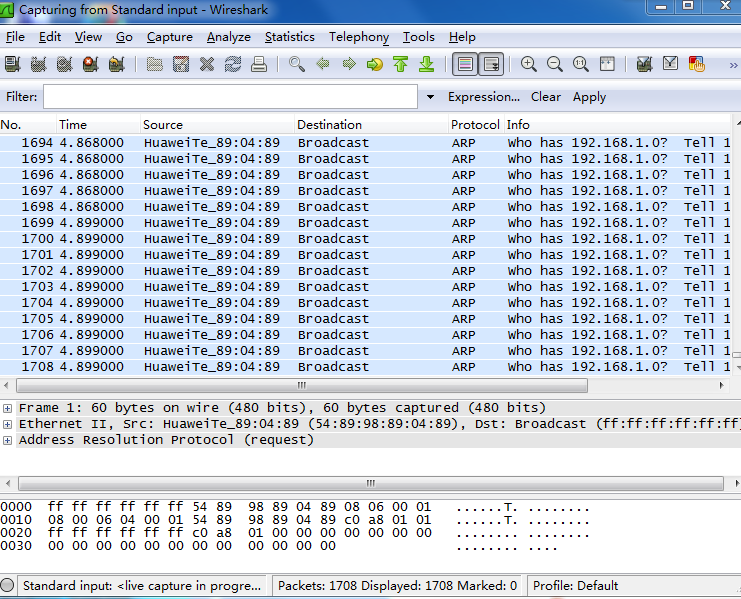 Capturing from Standard input - Wireshark
File Edit View Go Capture Analyze Statistics Telephony Tools Help
Filter: Expression... Clear Apply
No. Time Source Destination Protocol Info
1694 4.868000 HuaweiTe_89:04:89 Broadcast ARP Who has 192.168.1.0? Tell 1
1695 4.868000 HuaweiTe_89:04:89 Broadcast ARP Who has 192.168.1.0? Tell 1
1696 4.868000 HuaweiTe_89:04:89 Broadcast ARP Who has 192.168.1.0? Tell 1
1697 4.868000 HuaweiTe_89:04:89 Broadcast ARP Who has 192.168.1.0? Tell 1
1698 4.868000 HuaweiTe_89:04:89 Broadcast ARP Who has 192.168.1.0? Tell 1
1699 4.899000 HuaweiTe_89:04:89 Broadcast ARP Who has 192.168.1.0? Tell 1
1700 4.899000 HuaweiTe_89:04:89 Broadcast ARP Who has 192.168.1.0? Tell 1
1701 4.899000 HuaweiTe_89:04:89 Broadcast ARP Who has 192.168.1.0? Tell 1
1702 4.899000 HuaweiTe_89:04:89 Broadcast ARP Who has 192.168.1.0? Tell 1
1703 4.899000 HuaweiTe_89:04:89 Broadcast ARP Who has 192.168.1.0? Tell 1
1704 4.899000 HuaweiTe_89:04:89 Broadcast ARP Who has 192.168.1.0? Tell 1
1705 4.899000 HuaweiTe_89:04:89 Broadcast ARP Who has 192.168.1.0? Tell 1
1706 4.899000 HuaweiTe_89:04:89 Broadcast ARP Who has 192.168.1.0? Tell 1
1707 4.899000 HuaweiTe_89:04:89 Broadcast ARP Who has 192.168.1.0? Tell 1
1708 4.899000 HuaweiTe_89:04:89 Broadcast ARP Who has 192.168.1.0? Tell 1
Frame 1: 60 bytes on wire (480 bits), 60 bytes captured (480 bits)
Ethernet II, Src: HuaweiTe_89:04:89 (54:89:98:89:04:89), Dst: Broadcast (ff:ff:ff:ff:ff:ff)
Address Resolution Protocol (request)
0000 ff ff ff ff ff ff 54 89 98 89 04 89 08 06 00 01 ......T. ........
0010 08 00 06 04 00 01 54 89 98 89 04 89 c0 a8 01 01 ......T. ........
0020 ff ff ff ff ff ff c0 a8 01 00 00 00 00 00 00 00 ........ ........
0030 00 00 00 00 00 00 00 00 00 00 00 00 ........ ....
Standard input: <live capture in progre... Packets: 1708 Displayed: 1708 Marked: 0 Profile: Default